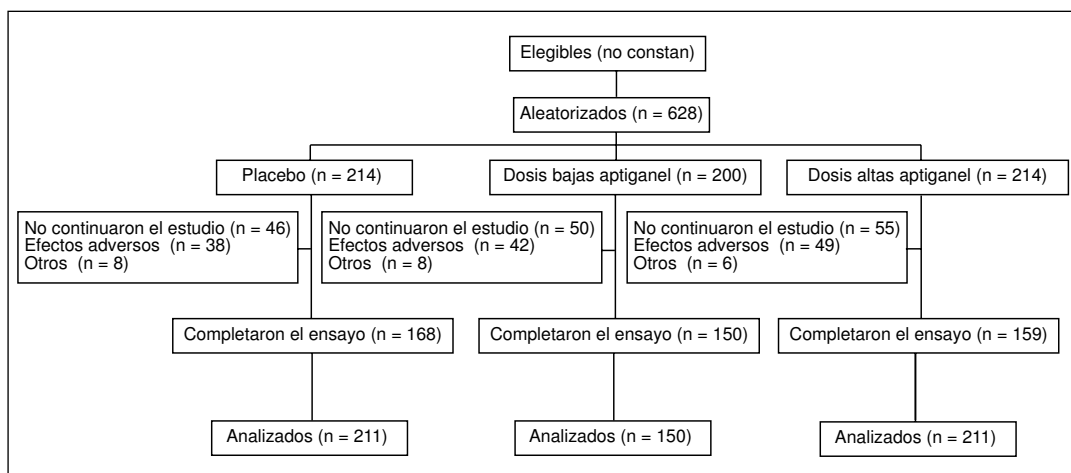 Elegibles (no constan)
Aleatorizados (n = 628)
Placebo (n = 214)
Dosis bajas aptiganel (n = 200)
Dosis altas aptiganel (n = 214)
No continuaron el estudio (n = 46)
Efectos adversos (n = 38)
Otros (n = 8)
No continuaron el estudio (n = 50)
Efectos adversos (n = 42)
Otros (n = 8)
No continuaron el estudio (n = 55)
Efectos adversos (n = 49)
Otros (n = 6)
Completaron el ensayo (n = 168)
Completaron el ensayo (n = 150)
Completaron el ensayo (n = 159)
Analizados (n = 211)
Analizados (n = 150)
Analizados (n = 211)